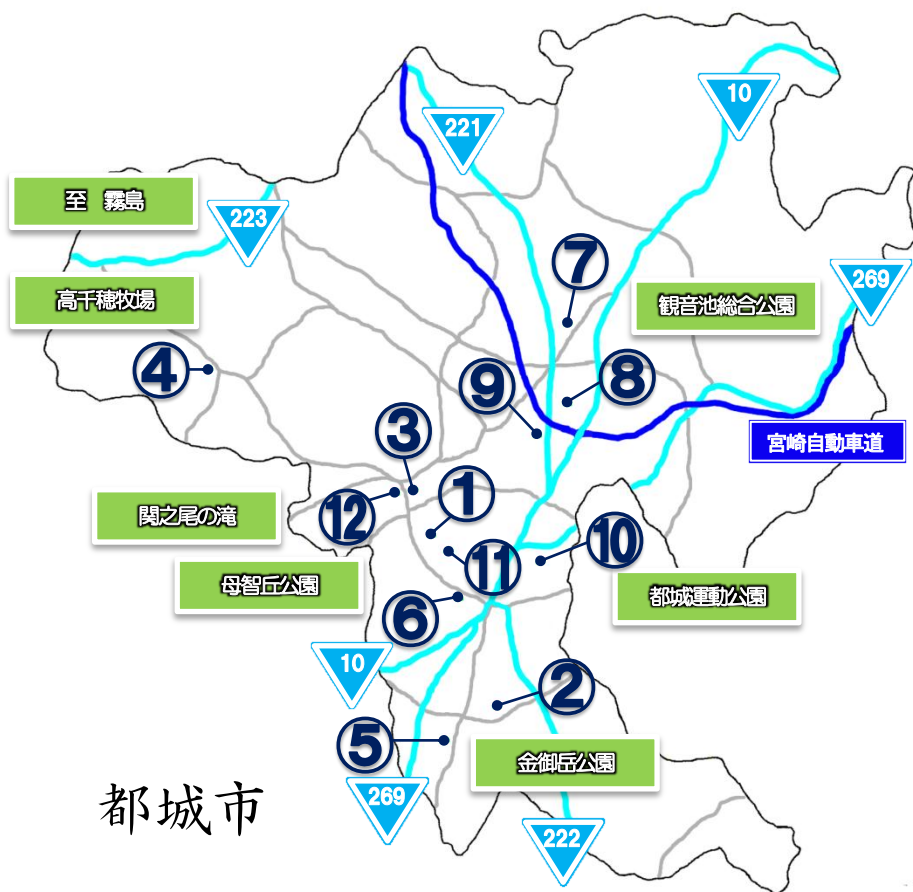 10
221
至　霧島
223
⑦
269
高千穂牧場
観音池総合公園
④
⑧
⑨
③
宮崎自動車道
①
関之尾の滝
⑫
⑩
⑪
母智丘公園
都城運動公園
⑥
10
②
⑤
金御岳公園
269
都城市
222